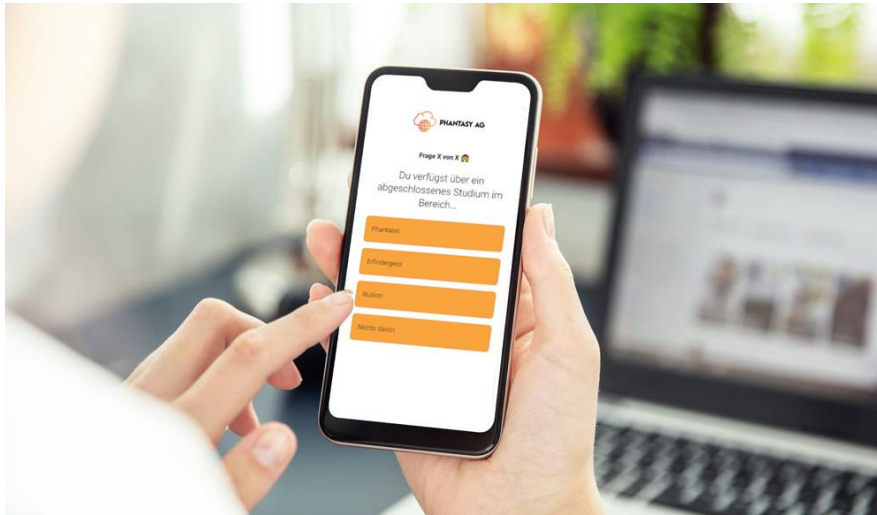 PHANTASY AG
Frage X von X
Du verfügst über ein
abgeschlossenes Studium im
Bereich...
Phantasie
Erfindergeist
Illusion
Nichts davon